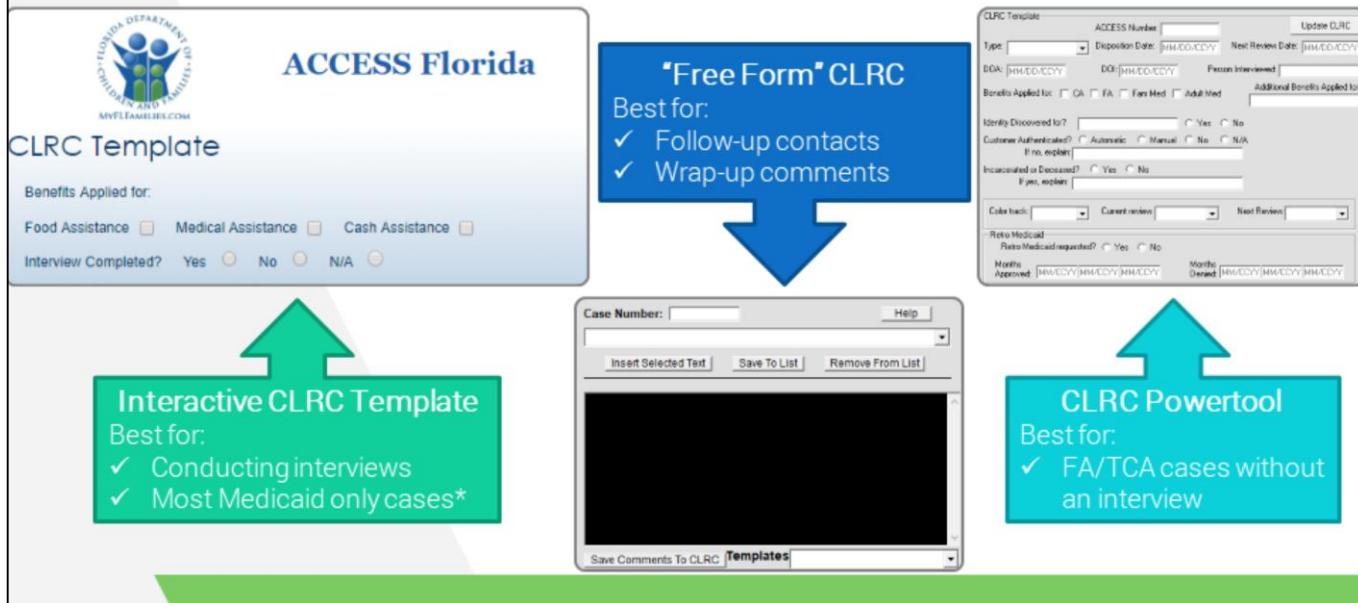 FLORIDA DEPARTMENT OF
CHILDREN AND FAMILIES
MYFLFAMILIES.COM
ACCESS Florida
CLRC Template
Benefits Applied for:
Food Assistance Medical Assistance Cash Assistance
Interview Completed? Yes No N/A
Interactive CLRC Template
Best for:
✓ Conducting interviews
✓ Most Medicaid only cases*
"Free Form" CLRC
Best for:
✓ Follow-up contacts
✓ Wrap-up comments
Case Number: Help
Insert Selected Text Save To List Remove From List
Save Comments To CLRC Templates
CLRC Template
ACCESS Number Update CLRC
Type: Disposition Date: MM/DD/CCYY Next Review Date: MM/DD/CCYY
DOA: MM/DD/CCYY DOI: MM/DD/CCYY Person Interviewed:
Benefits Applied for: CA FA Fam Med Adult Med Additional Benefits Applied for
Identity Discovered for? Yes No
Customer Authenticated? Automatic Manual No N/A
If no, explain:
Incarcerated or Deceased? Yes No
If yes, explain:
Color track: Current review: Next Review:
Retro Medicaid
Retro Medicaid requested? Yes No
Months Months
Approved: MM/CCYY MM/CCYY MM/CCYY Denied: MM/CCYY MM/CCYY MM/CCYY
CLRC Powertool
Best for:
✓ FA/TCA cases without
an interview